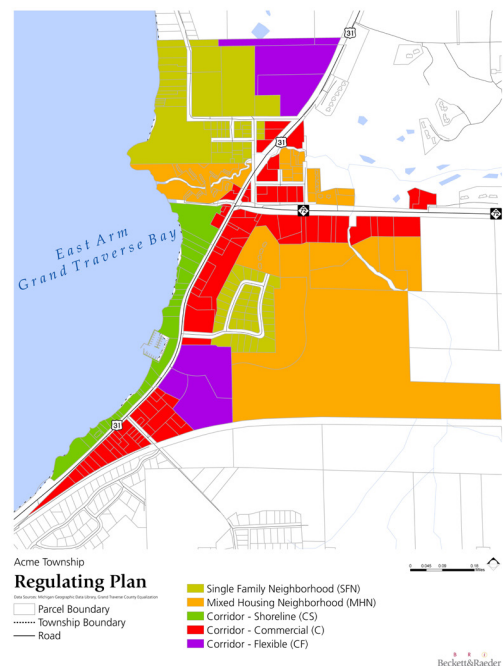 31
31
72
72
East Arm
Grand Traverse Bay
31
Acme Township
Regulating Plan
Data Sources: Michigan Geographic Data Library, Grand Traverse County Equalization
Parcel Boundary
Township Boundary
Road
Single Family Neighborhood (SFN)
Mixed Housing Neighborhood (MHN)
Corridor - Shoreline (CS)
Corridor - Commercial (C)
Corridor - Flexible (CF)
0 0.045 0.09 0.18
Miles
B R i
Beckett&Raeder